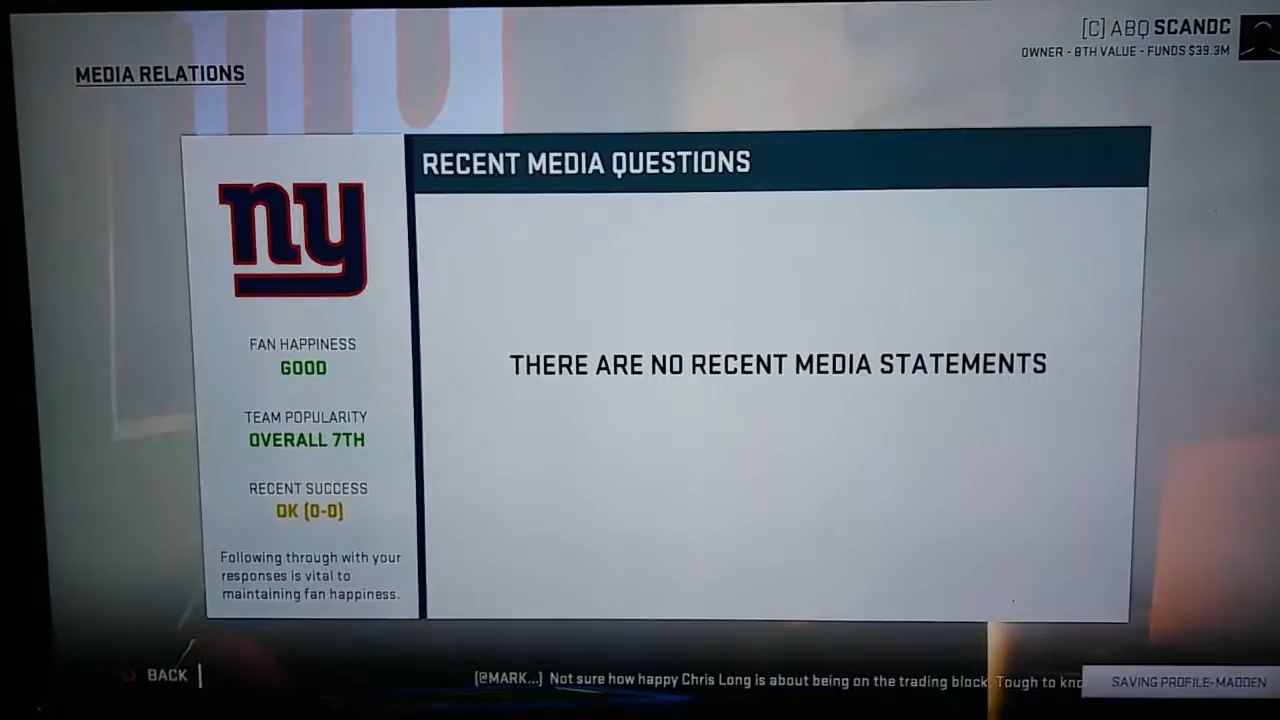 [C] ABQ SCANDC
OWNER - 8TH VALUE - FUNDS $39.3M
MEDIA RELATIONS
RECENT MEDIA QUESTIONS
ny
FAN HAPPINESS
GOOD
TEAM POPULARITY
OVERALL 7TH
RECENT SUCCESS
OK (0-0)
Following through with your
responses is vital to
maintaining fan happiness.
THERE ARE NO RECENT MEDIA STATEMENTS
BACK
[@MARK...] Not sure how happy Chris Long is about being on the trading block. Tough to kno
SAVING PROFILE-MADDEN